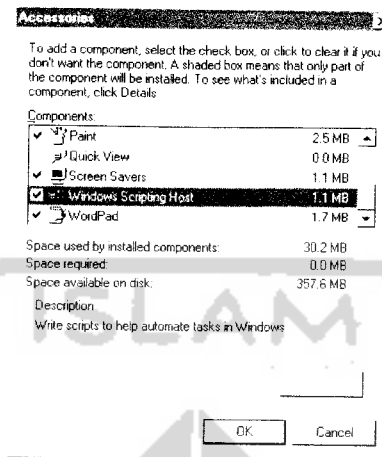 Accessories
To add a component, select the check box, or click to clear it if you
don't want the component. A shaded box means that only part of
the component will be installed. To see what's included in a
component, click Details
Components:
Paint 2.5 MB
Quick View 0.0 MB
Screen Savers 1.1 MB
Windows Scripting Host 1.1 MB
WordPad 1.7 MB
Space used by installed components: 30.2 MB
Space required: 0.0 MB
Space available on disk: 357.6 MB
Description
Write scripts to help automate tasks in Windows
ISLAM
OK Cancel